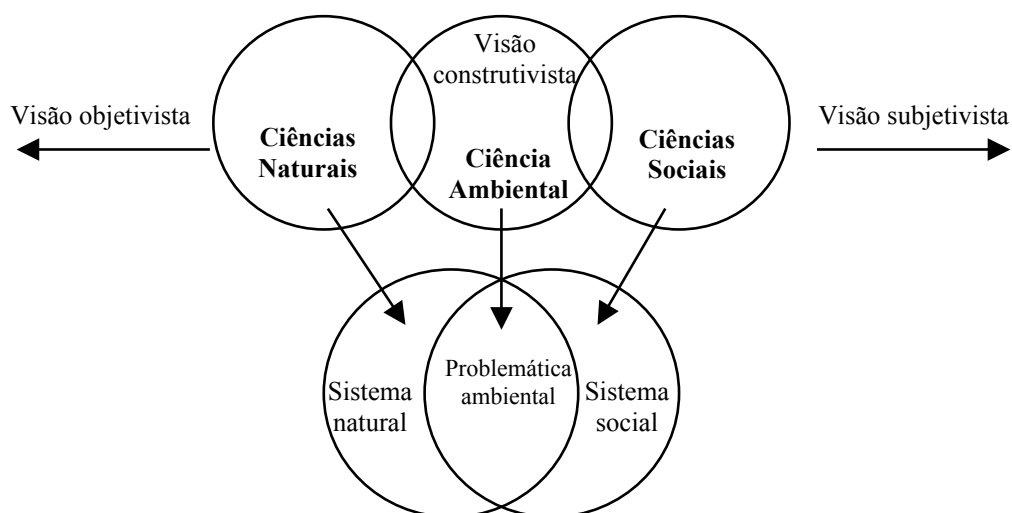 Visão
construtivista
Visão objetivista
Visão subjetivista
Ciências
Naturais
Ciência
Ambiental
Ciências
Sociais
Problemática
ambiental
Sistema
natural
Sistema
social